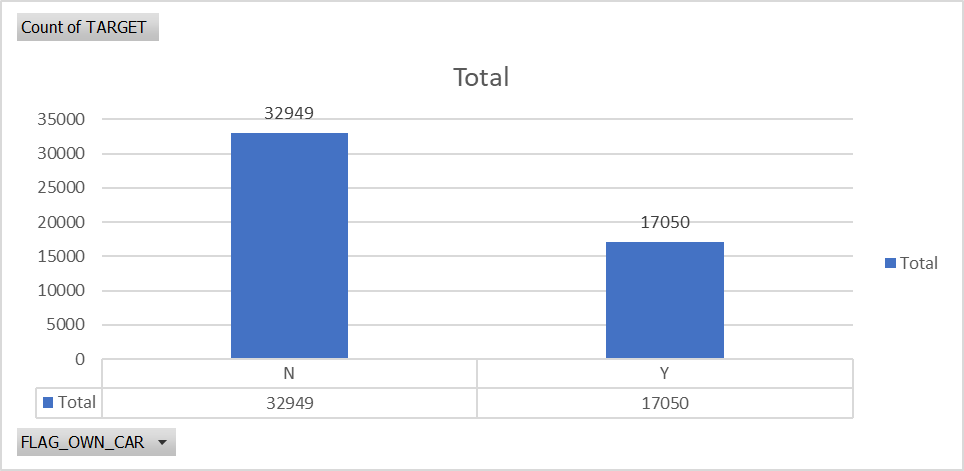 Count of TARGET
Total
32949
17050
35000
30000
25000
20000
15000
10000
5000
0
Total
N Y
Total 32949 17050
FLAG_OWN_CAR